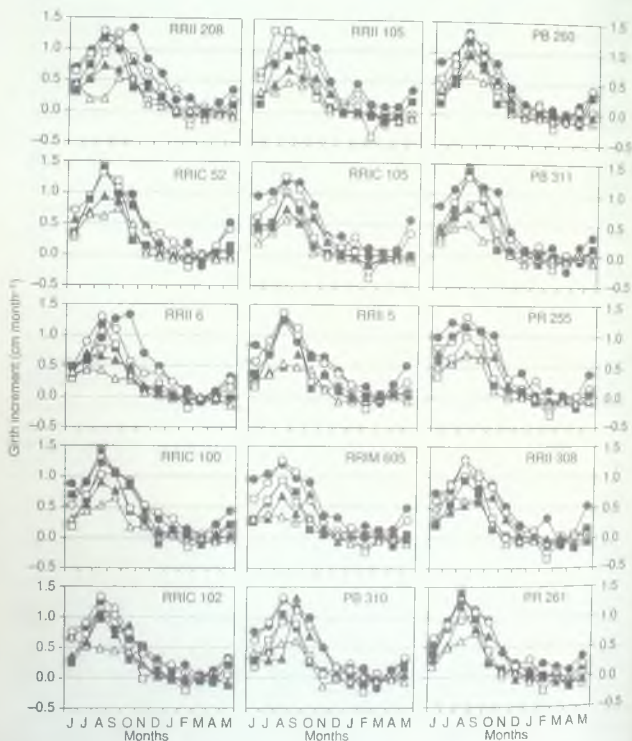 1.5 RRII 208 RRII 105 PB 260 1.5
1.0 1.0
0.5 0.5
0.0 0.0
−0.5 −0.5
1.5 RRIC 52 RRIC 105 PB 311 1.5
1.0 1.0
0.5 0.5
0.0 0.0
−0.5 −0.5
Girth increment (cm month⁻¹)
1.5 RRII 6 RRII 5 PR 255 1.5
1.0 1.0
0.5 0.5
0.0 0.0
−0.5 −0.5
1.5 RRIC 100 RRIM 605 RRII 308 1.5
1.0 1.0
0.5 0.5
0.0 0.0
−0.5 −0.5
1.5 RRIC 102 PB 310 PR 261 1.5
1.0 1.0
0.5 0.5
0.0 0.0
−0.5 −0.5
J J A S O N D J F M A M J J A S O N D J F M A M J J A S O N D J F M A M
Months Months Months